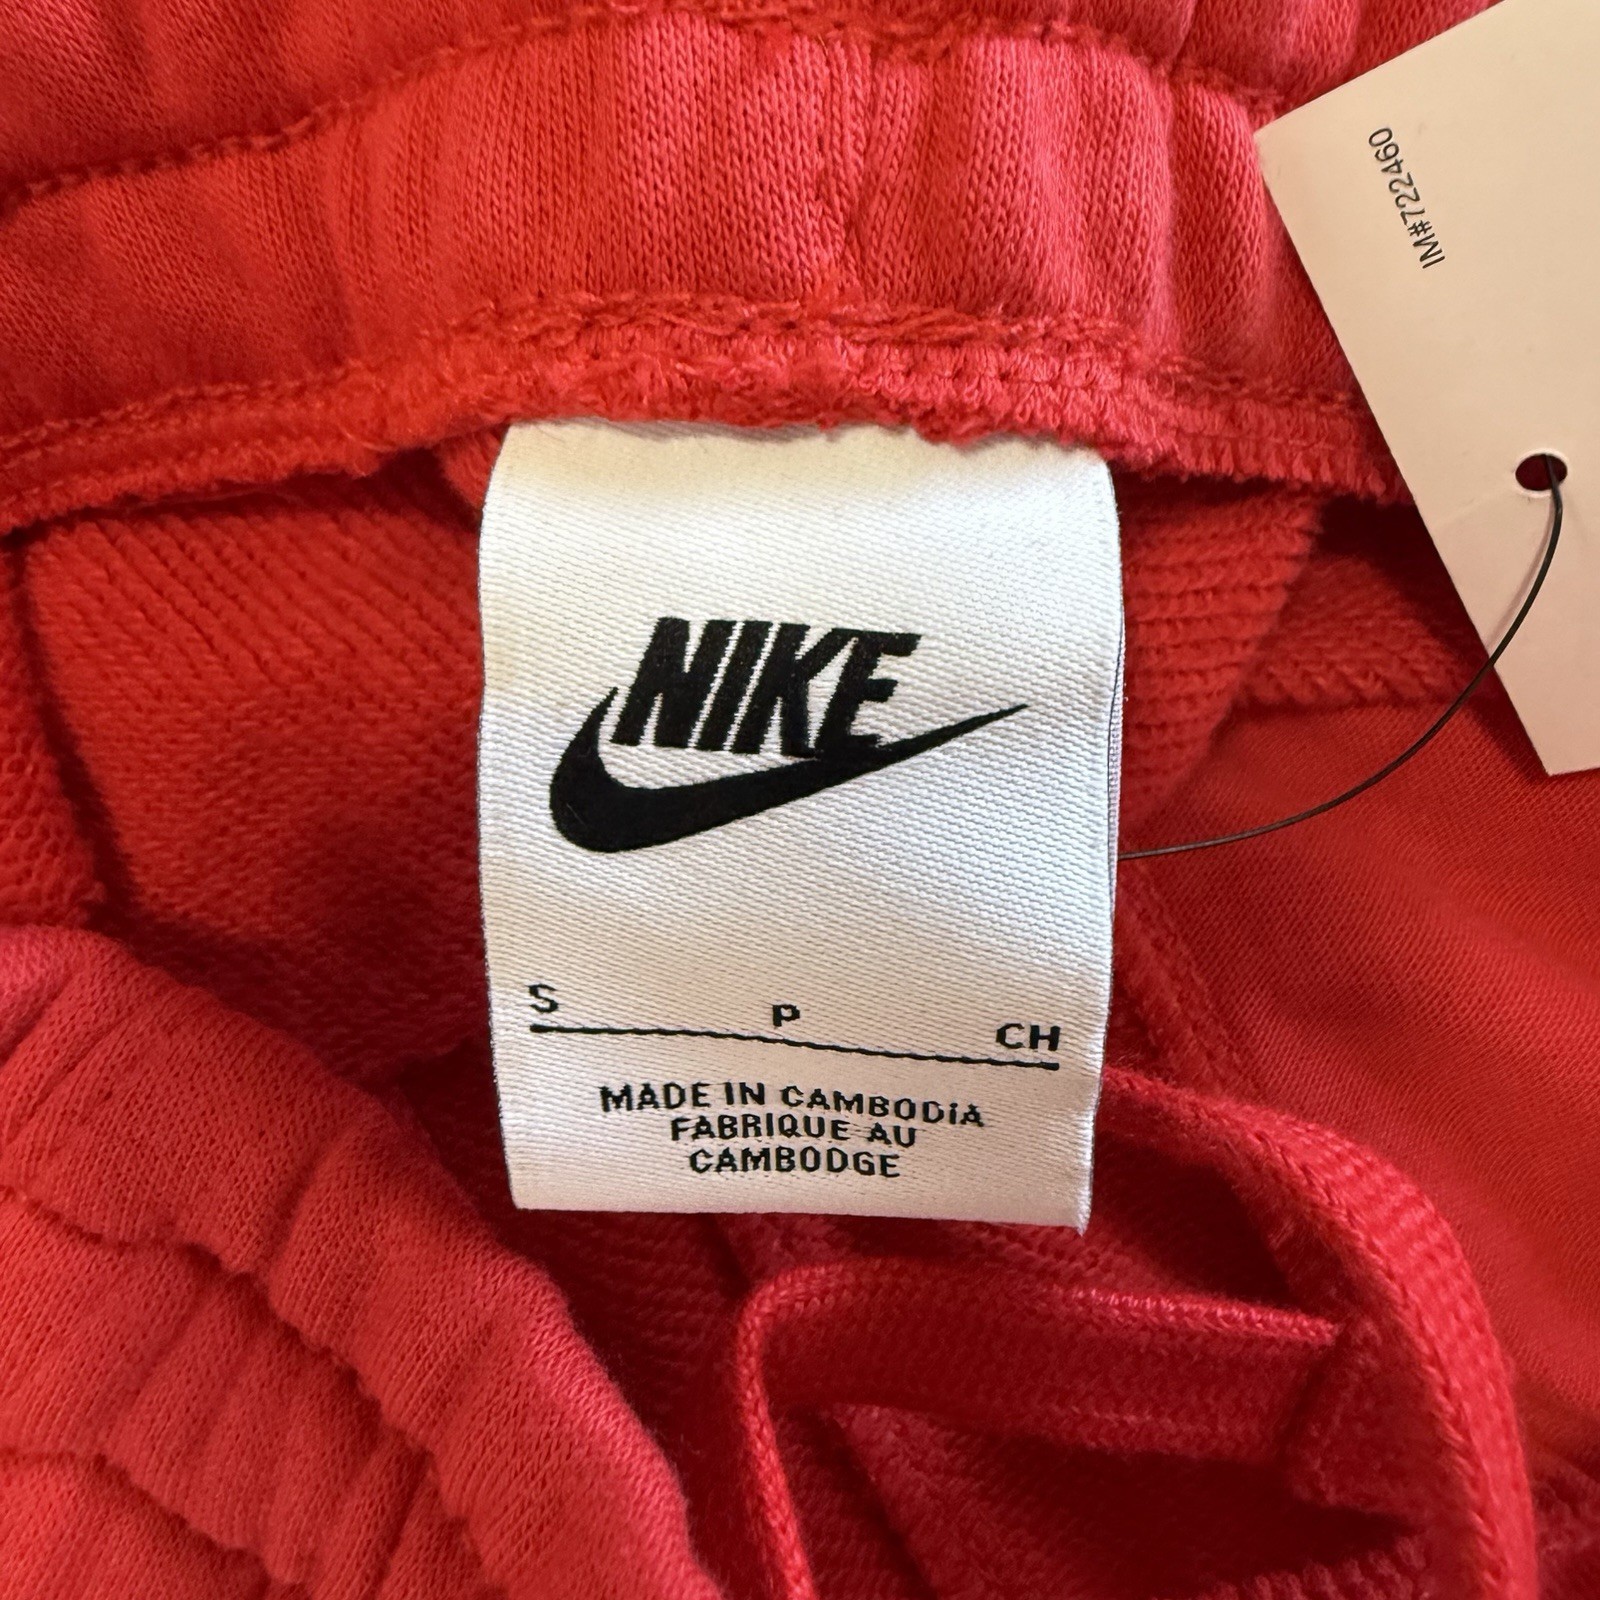 IM#722460
NIKE
S P CH
MADE IN CAMBODIA
FABRIQUE AU
CAMBODGE